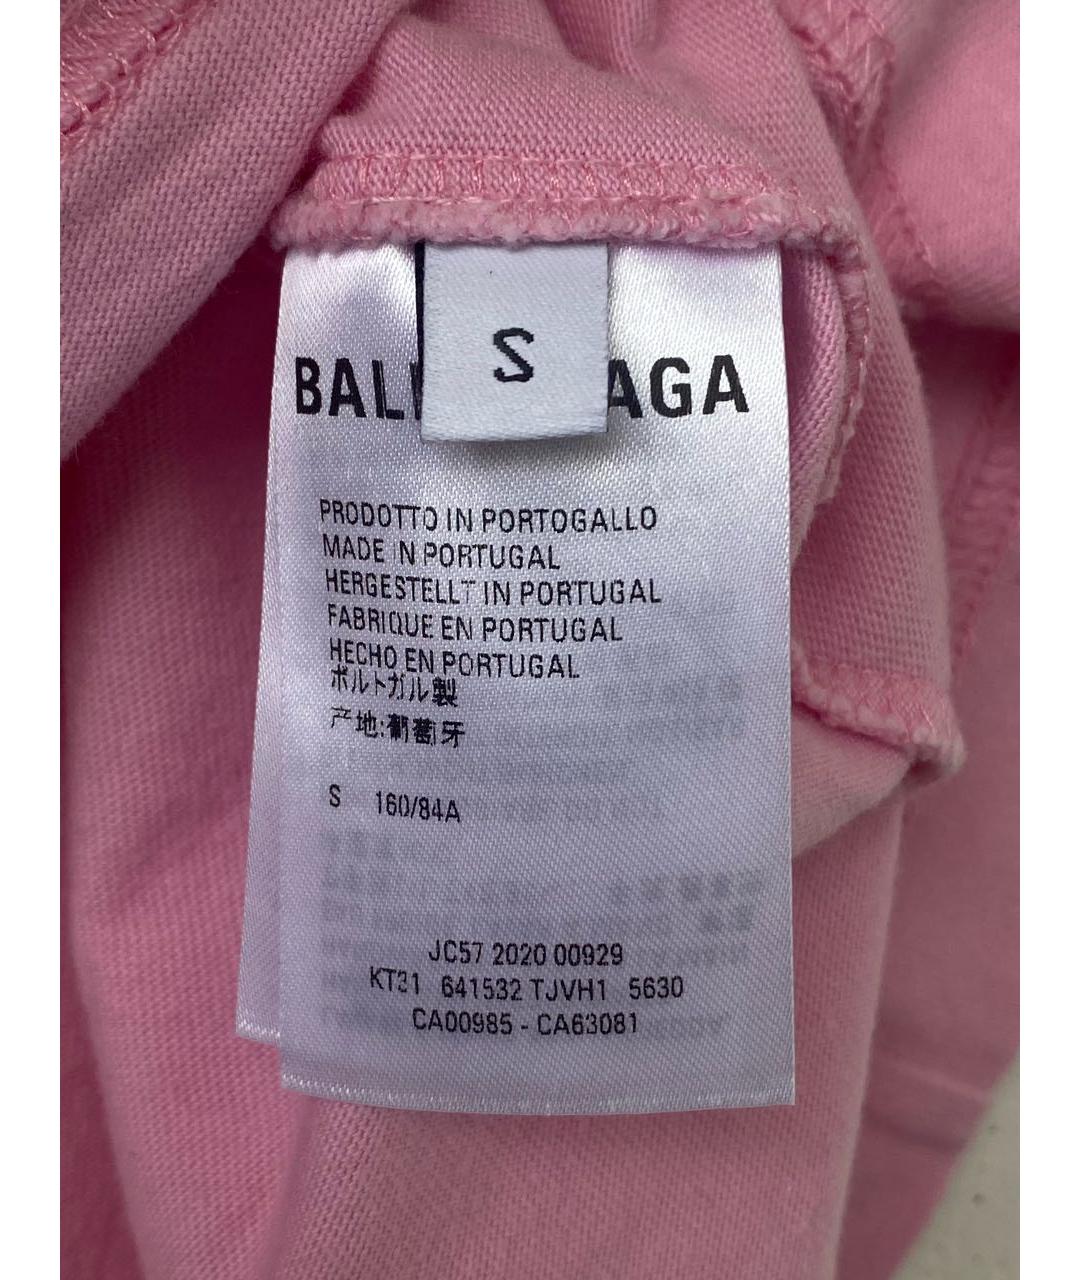 S
BAL AGA
PRODOTTO IN PORTOGALLO
MADE IN PORTUGAL
HERGESTELLT IN PORTUGAL
FABRIQUE EN PORTUGAL
HECHO EN PORTUGAL
ポルトガル製
产地:葡萄牙
S 160/84A
JC57 2020 00929
KT31 641532 TJVH1 5630
CA00985 - CA63081